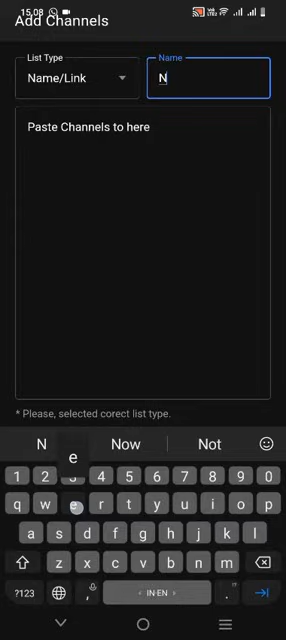 15.08
Add Channels
List Type
Name
Name/Link
N
Paste Channels to here
* Please, selected corect list type.
N
e
Now
Not
1 2 3 4 5 6 7 8 9 0
q w e r t y u i o p
a s d f g h j k l
z x c v b n m
?123
,
IN·EN
.